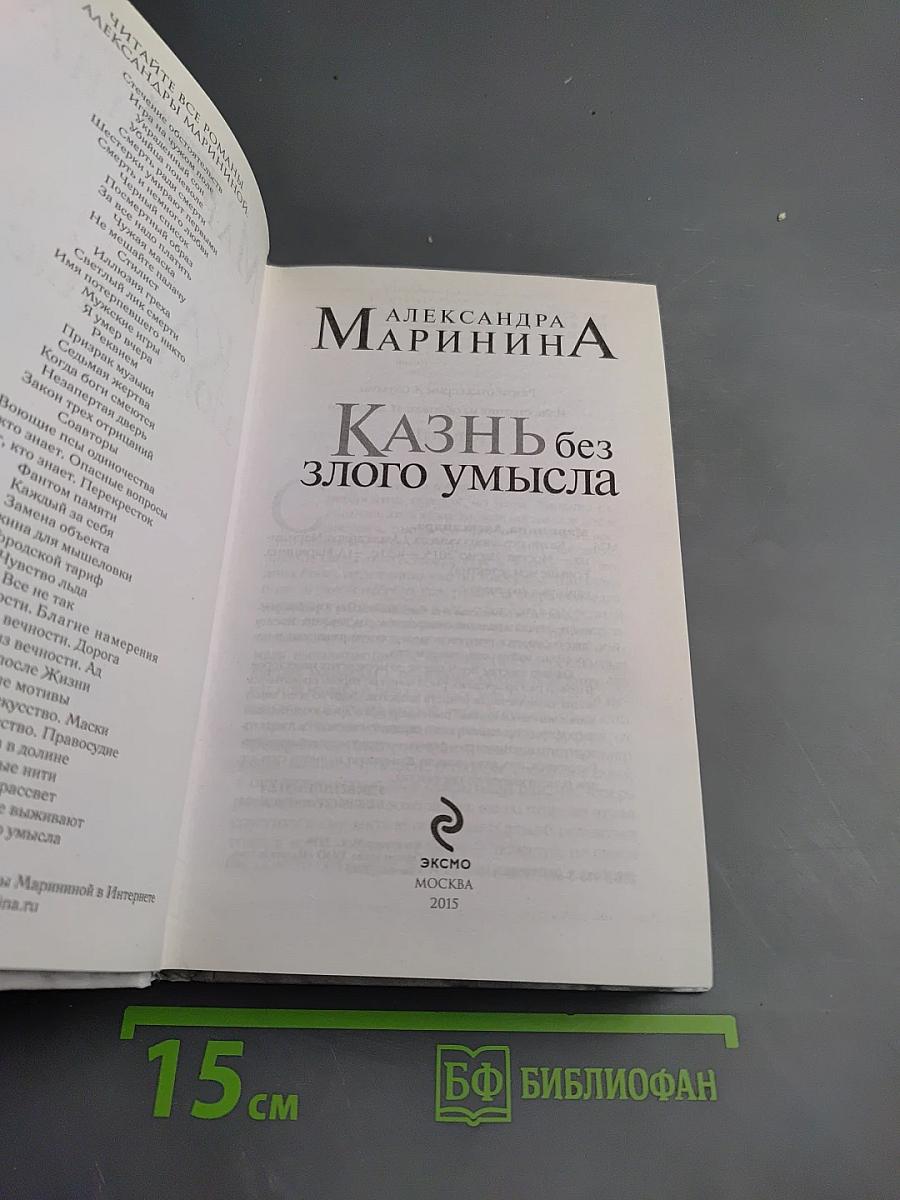 ЧИТАЙТЕ ВСЕ РОМАНЫ
АЛЕКСАНДРЫ МАРИНИНОЙ
Стечение обстоятельств
Игра на чужом поле
Украденный сон
Убийца поневоле
Смерть ради смерти
Шестерки умирают первыми
Смерть и немного любви
Черный список
Посмертный образ
За все надо платить
Чужая маска
Не мешайте палачу
Стилист
Иллюзия греха
Светлый лик смерти
Имя потерпевшего никто
Мужские игры
Я умер вчера
Реквием
Призрак музыки
Седьмая жертва
Когда боги смеются
Незапертая дверь
Закон трех отрицаний
Соавторы
Воющие псы одиночества
кто знает. Опасные вопросы
, кто знает. Перекресток
Фантом памяти
Каждый за себя
Замена объекта
для мышеловки
тариф
Чувство льда
Все не так
Благие намерения
вечности. Дорога
из вечности. Ад
после Жизни
мотивы
Маски
Правосудие
в долине
нити
рассвет
выживают
умысла
Марининой в Интернете
АЛЕКСАНДРА
МАРИНИНА
КАЗНЬ без
злого умысла
ЭКСМО
МОСКВА
2015
15 см
БФ БИБЛИОФАН